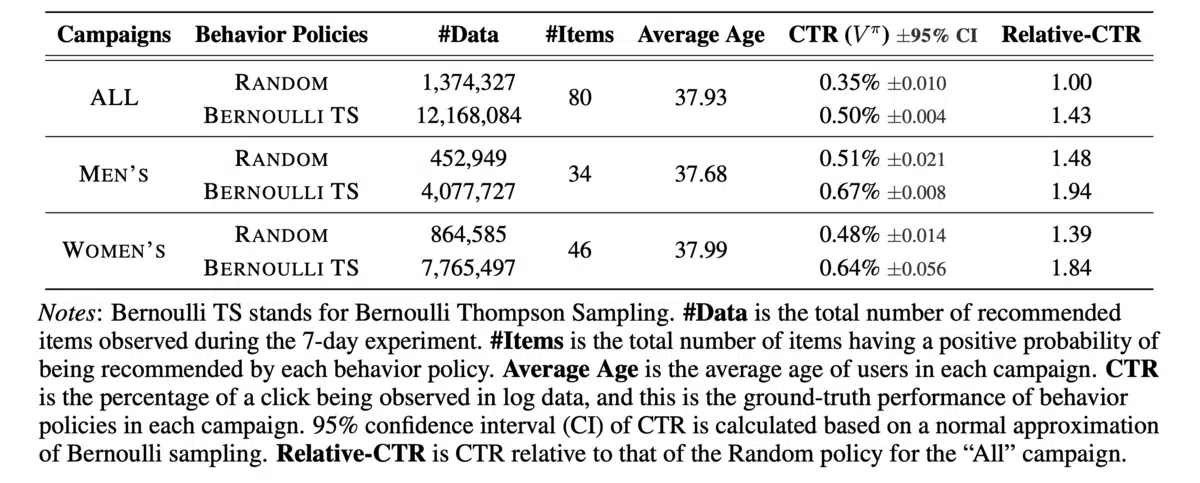 Campaigns Behavior Policies #Data #Items Average Age CTR (V^π) ±95% CI Relative-CTR
ALL RANDOM 1,374,327 80 37.93 0.35% ±0.010 1.00
BERNOULLI TS 12,168,084 0.50% ±0.004 1.43
MEN'S RANDOM 452,949 34 37.68 0.51% ±0.021 1.48
BERNOULLI TS 4,077,727 0.67% ±0.008 1.94
WOMEN'S RANDOM 864,585 46 37.99 0.48% ±0.014 1.39
BERNOULLI TS 7,765,497 0.64% ±0.056 1.84
Notes: Bernoulli TS stands for Bernoulli Thompson Sampling. #Data is the total number of recommended
items observed during the 7-day experiment. #Items is the total number of items having a positive probability of
being recommended by each behavior policy. Average Age is the average age of users in each campaign. CTR
is the percentage of a click being observed in log data, and this is the ground-truth performance of behavior
policies in each campaign. 95% confidence interval (CI) of CTR is calculated based on a normal approximation
of Bernoulli sampling. Relative-CTR is CTR relative to that of the Random policy for the “All” campaign.